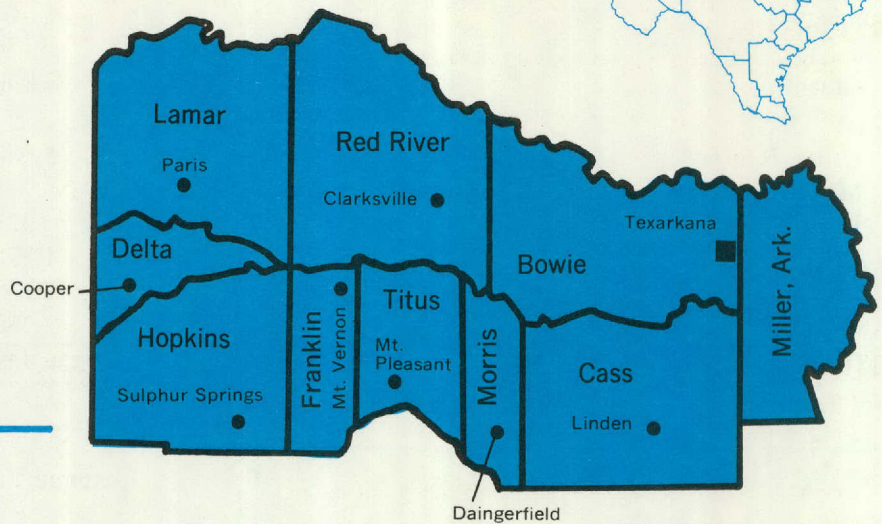 Lamar
Paris
Red River
Clarksville
Texarkana
Bowie
Miller, Ark.
Delta
Cooper
Hopkins
Sulphur Springs
Franklin
Mt. Vernon
Titus
Mt.
Pleasant
Morris
Daingerfield
Cass
Linden